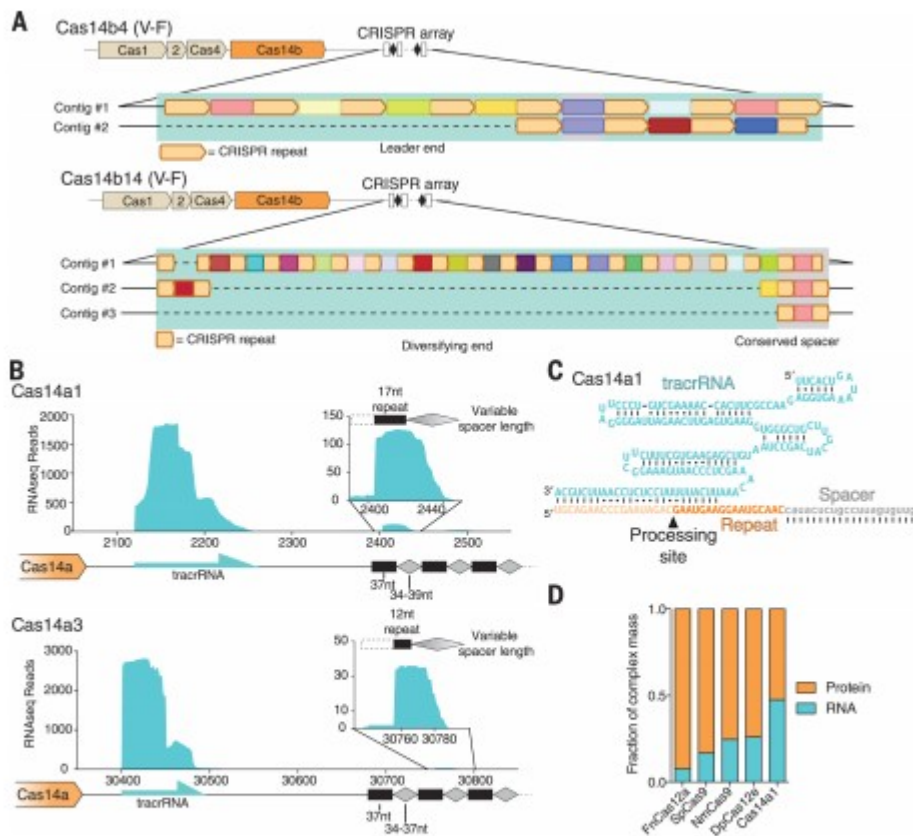 A
Cas14b4 (V-F)
Cas1 2 Cas4 Cas14b
CRISPR array
Contig #1
Contig #2
= CRISPR repeat
Leader end
Cas14b14 (V-F)
Cas1 2 Cas4 Cas14b
CRISPR array
Contig #1
Contig #2
Contig #3
= CRISPR repeat
Diversifying end
Conserved spacer
B
Cas14a1
RNAseq Reads
2000
1500
1000
500
0
2100 2200 2300 2400 2500
17nt
repeat
Variable
spacer length
150
100
50
0
2400 2440
Cas14a
tracrRNA
37nt
34-39nt
Cas14a3
RNAseq Reads
3000
2000
1000
0
30400 30500 30600 30700 30800
12nt
repeat
Variable
spacer length
50
30
10
0
30760 30780
Cas14a
tracrRNA
37nt
34-37nt
C
Cas14a1
tracrRNA
5'
3'
5'
Spacer
Repeat
Processing
site
D
Fraction of complex mass
1.0
0.5
0.0
Protein
RNA
FnCas12a
SpCas9
NmCas9
DpCas12e
Cas14a1